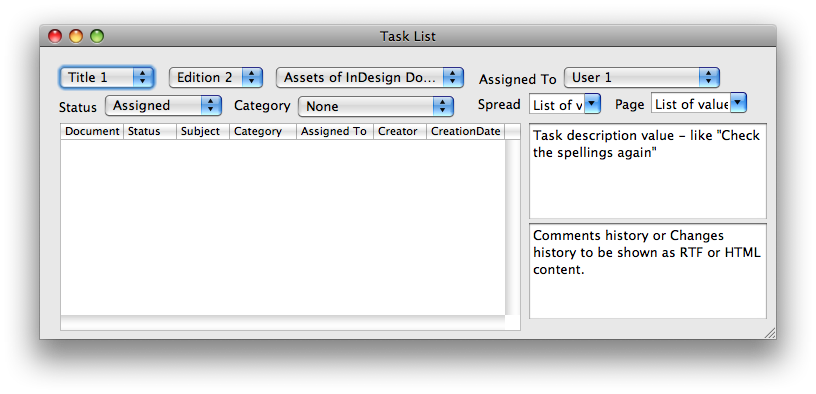 Task List
Title 1 Edition 2 Assets of InDesign Do... Assigned To User 1
Status Assigned Category None Spread List of v Page List of value
Document Status Subject Category Assigned To Creator CreationDate
Task description value - like "Check
the spellings again"
Comments history or Changes
history to be shown as RTF or HTML
content.